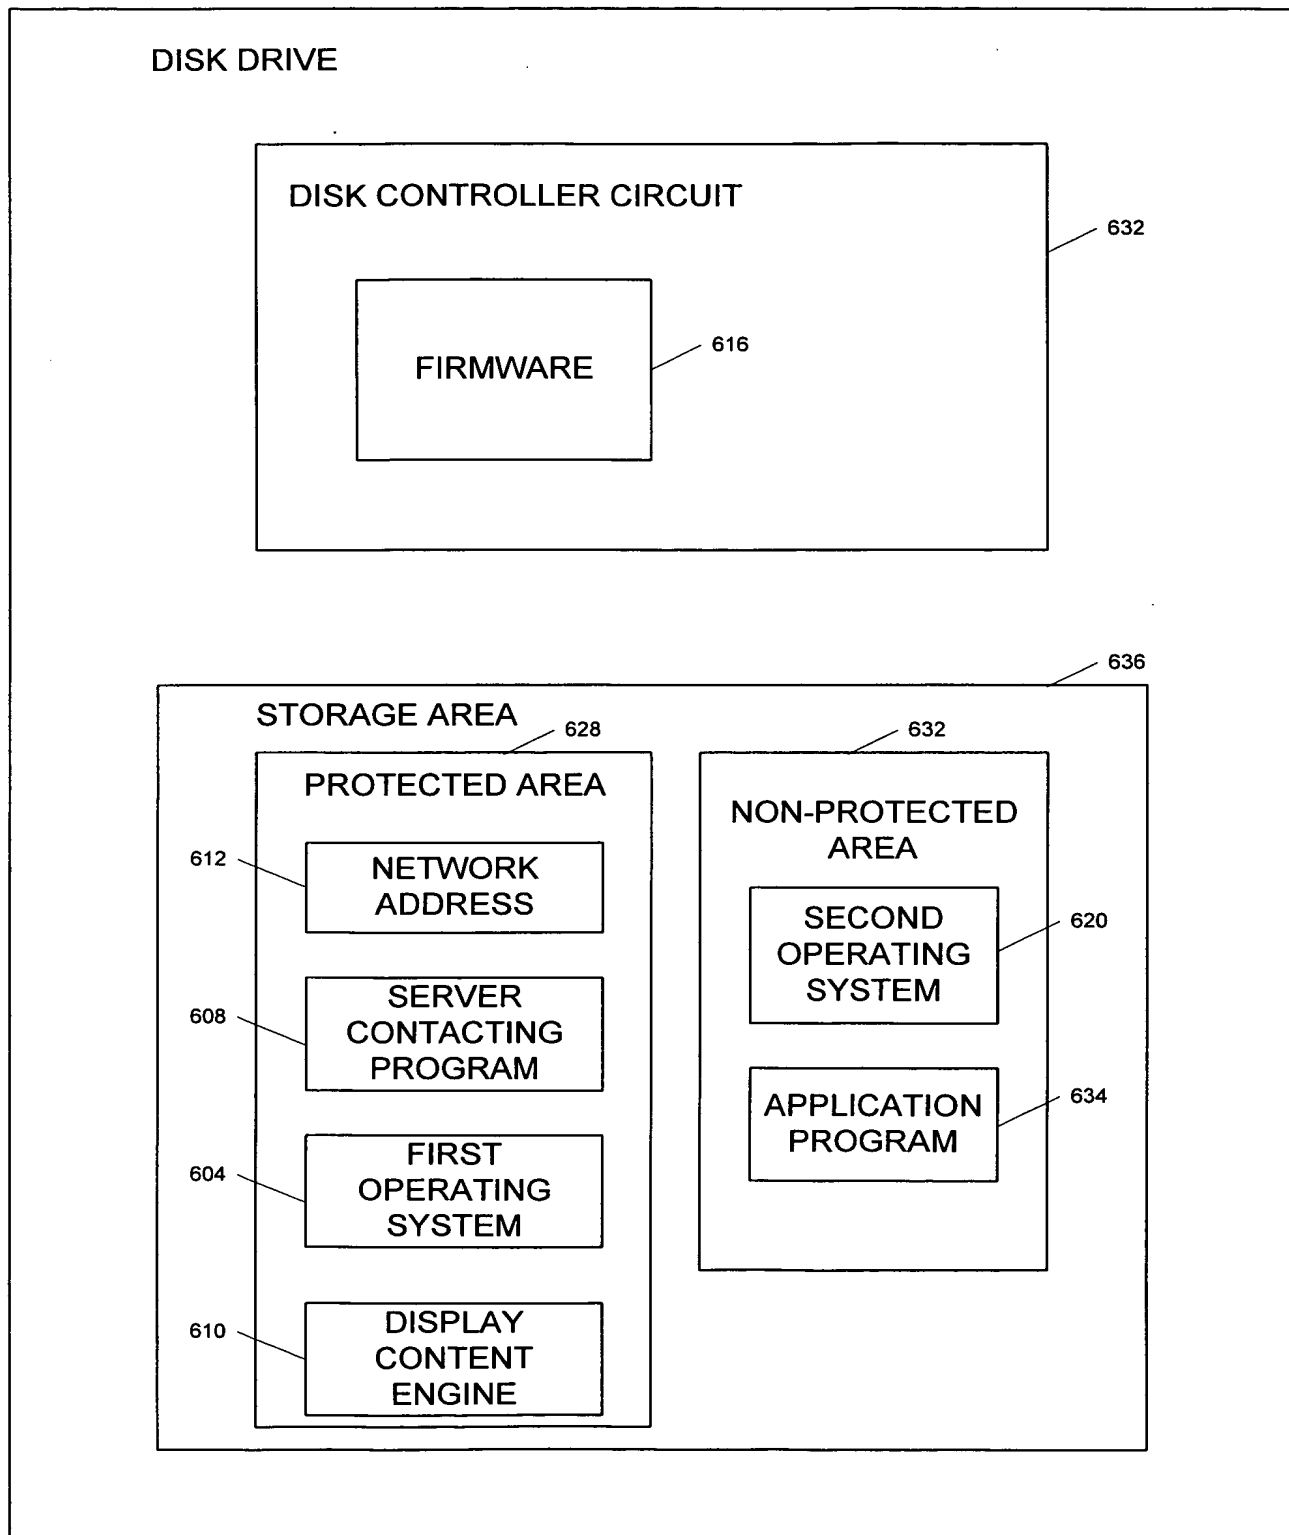 DISK DRIVE
DISK CONTROLLER CIRCUIT
632
FIRMWARE
616
636
STORAGE AREA
628
632
PROTECTED AREA
612
NETWORK
ADDRESS
608
SERVER
CONTACTING
PROGRAM
604
FIRST
OPERATING
SYSTEM
610
DISPLAY
CONTENT
ENGINE
NON-PROTECTED
AREA
SECOND
OPERATING
SYSTEM
620
APPLICATION
PROGRAM
634